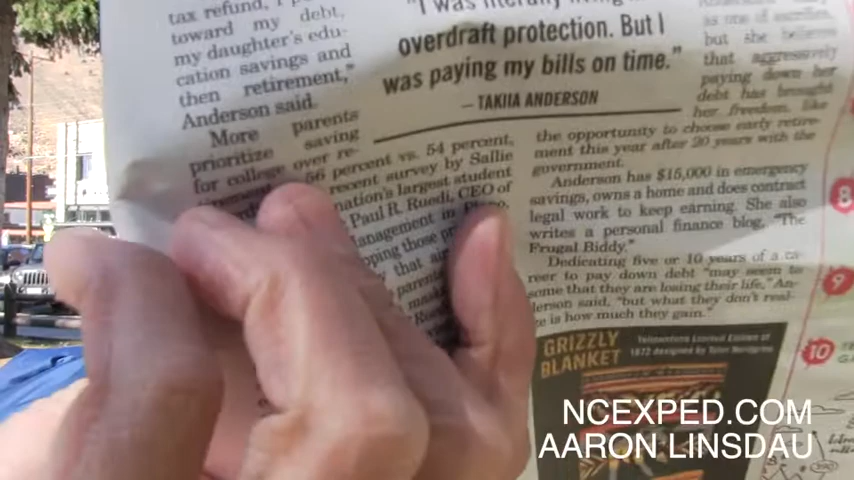 tax refund, I
toward my debt,
my daughter's edu-
cation savings and
then retirement,"
Anderson said.
More parents
prioritize saving
for college over re-
56 percent vs. 54 percent,
recent survey by Sallie
nation's largest student
Paul R. Ruedi, CEO of
those
that
"I was literally
overdraft protection. But I
was paying my bills on time."
– TAKIIA ANDERSON
the opportunity to choose early retire-
ment this year after 20 years with the
government.
Anderson has $15,000 in emergency
savings, owns a home and does contract
legal work to keep earning. She also
writes a personal finance blog, "The
Frugal Biddy."
Dedicating five or 10 years of a ca-
reer to pay down debt "may seem to
some that they are losing their life," An-
derson said, "but what they don't real-
is how much they gain."
as one of
but she believes
that aggressively
paying down her
debt has brought
her freedom, like
GRIZZLY
BLANKET
Yellowstone Limited Edition of
1872 designed by
8
9
10
NCEXPED.COM
AARON LINSDAU